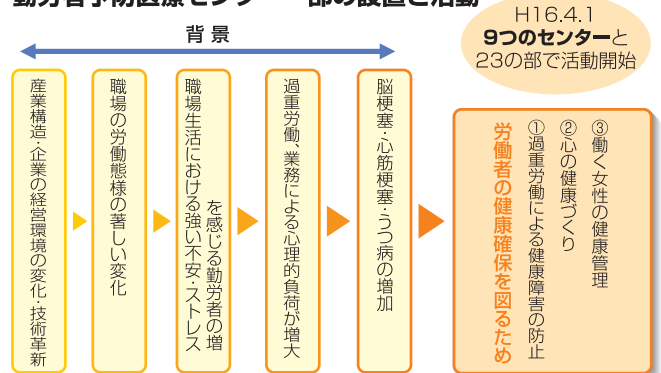 勤労者予防医療センター 部の設置と活動
背景
H16.4.1
9つのセンターと
23の部で活動開始
産業構造・企業の経営環境の変化・技術革新
職場の労働態様の著しい変化
職場生活における強い不安・ストレス
を感じる勤労者の増
過重労働、業務による心理的負荷が増大
脳梗塞・心筋梗塞・うつ病の増加
③働く女性の健康管理
②心の健康づくり
①過重労働による健康障害の防止
労働者の健康確保を図るため